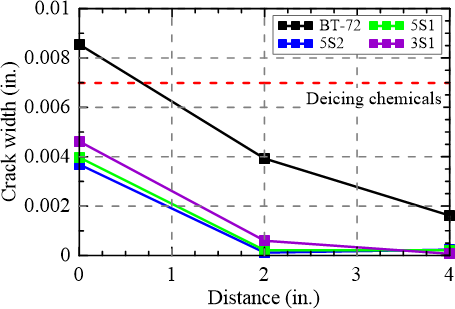 0.01
BT-72
5S1
5S2
3S1
0.008
Deicing chemicals
0.006
0.004
0.002
0
Crack width (in.)
0
1
2
3
4
Distance (in.)